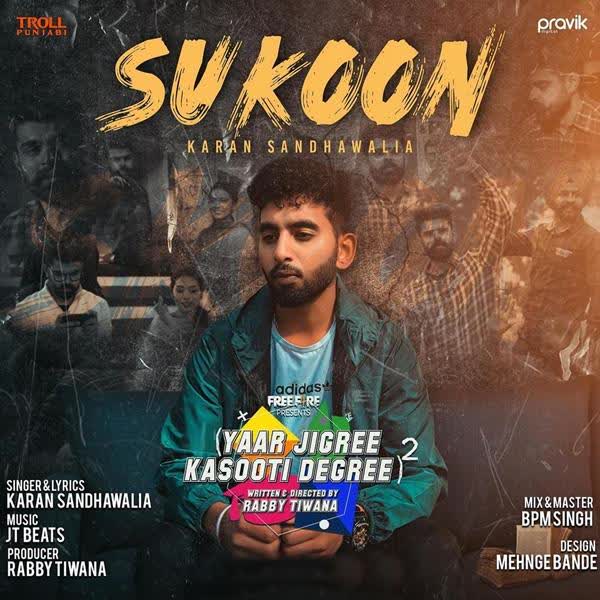 TROLL
PUNJABI
pravik
digital
SUKOON
KARAN SANDHAWALIA
adidas
FREE FIRE
PRESENTS
(YAAR JIGREE
KASOOTI DEGREE)2
WRITTEN & DIRECTED BY
RABBY TIWANA
SINGER & LYRICS
KARAN SANDHAWALIA
MUSIC
JT BEATS
PRODUCER
RABBY TIWANA
MIX & MASTER
BPM SINGH
DESIGN
MEHNGE BANDE